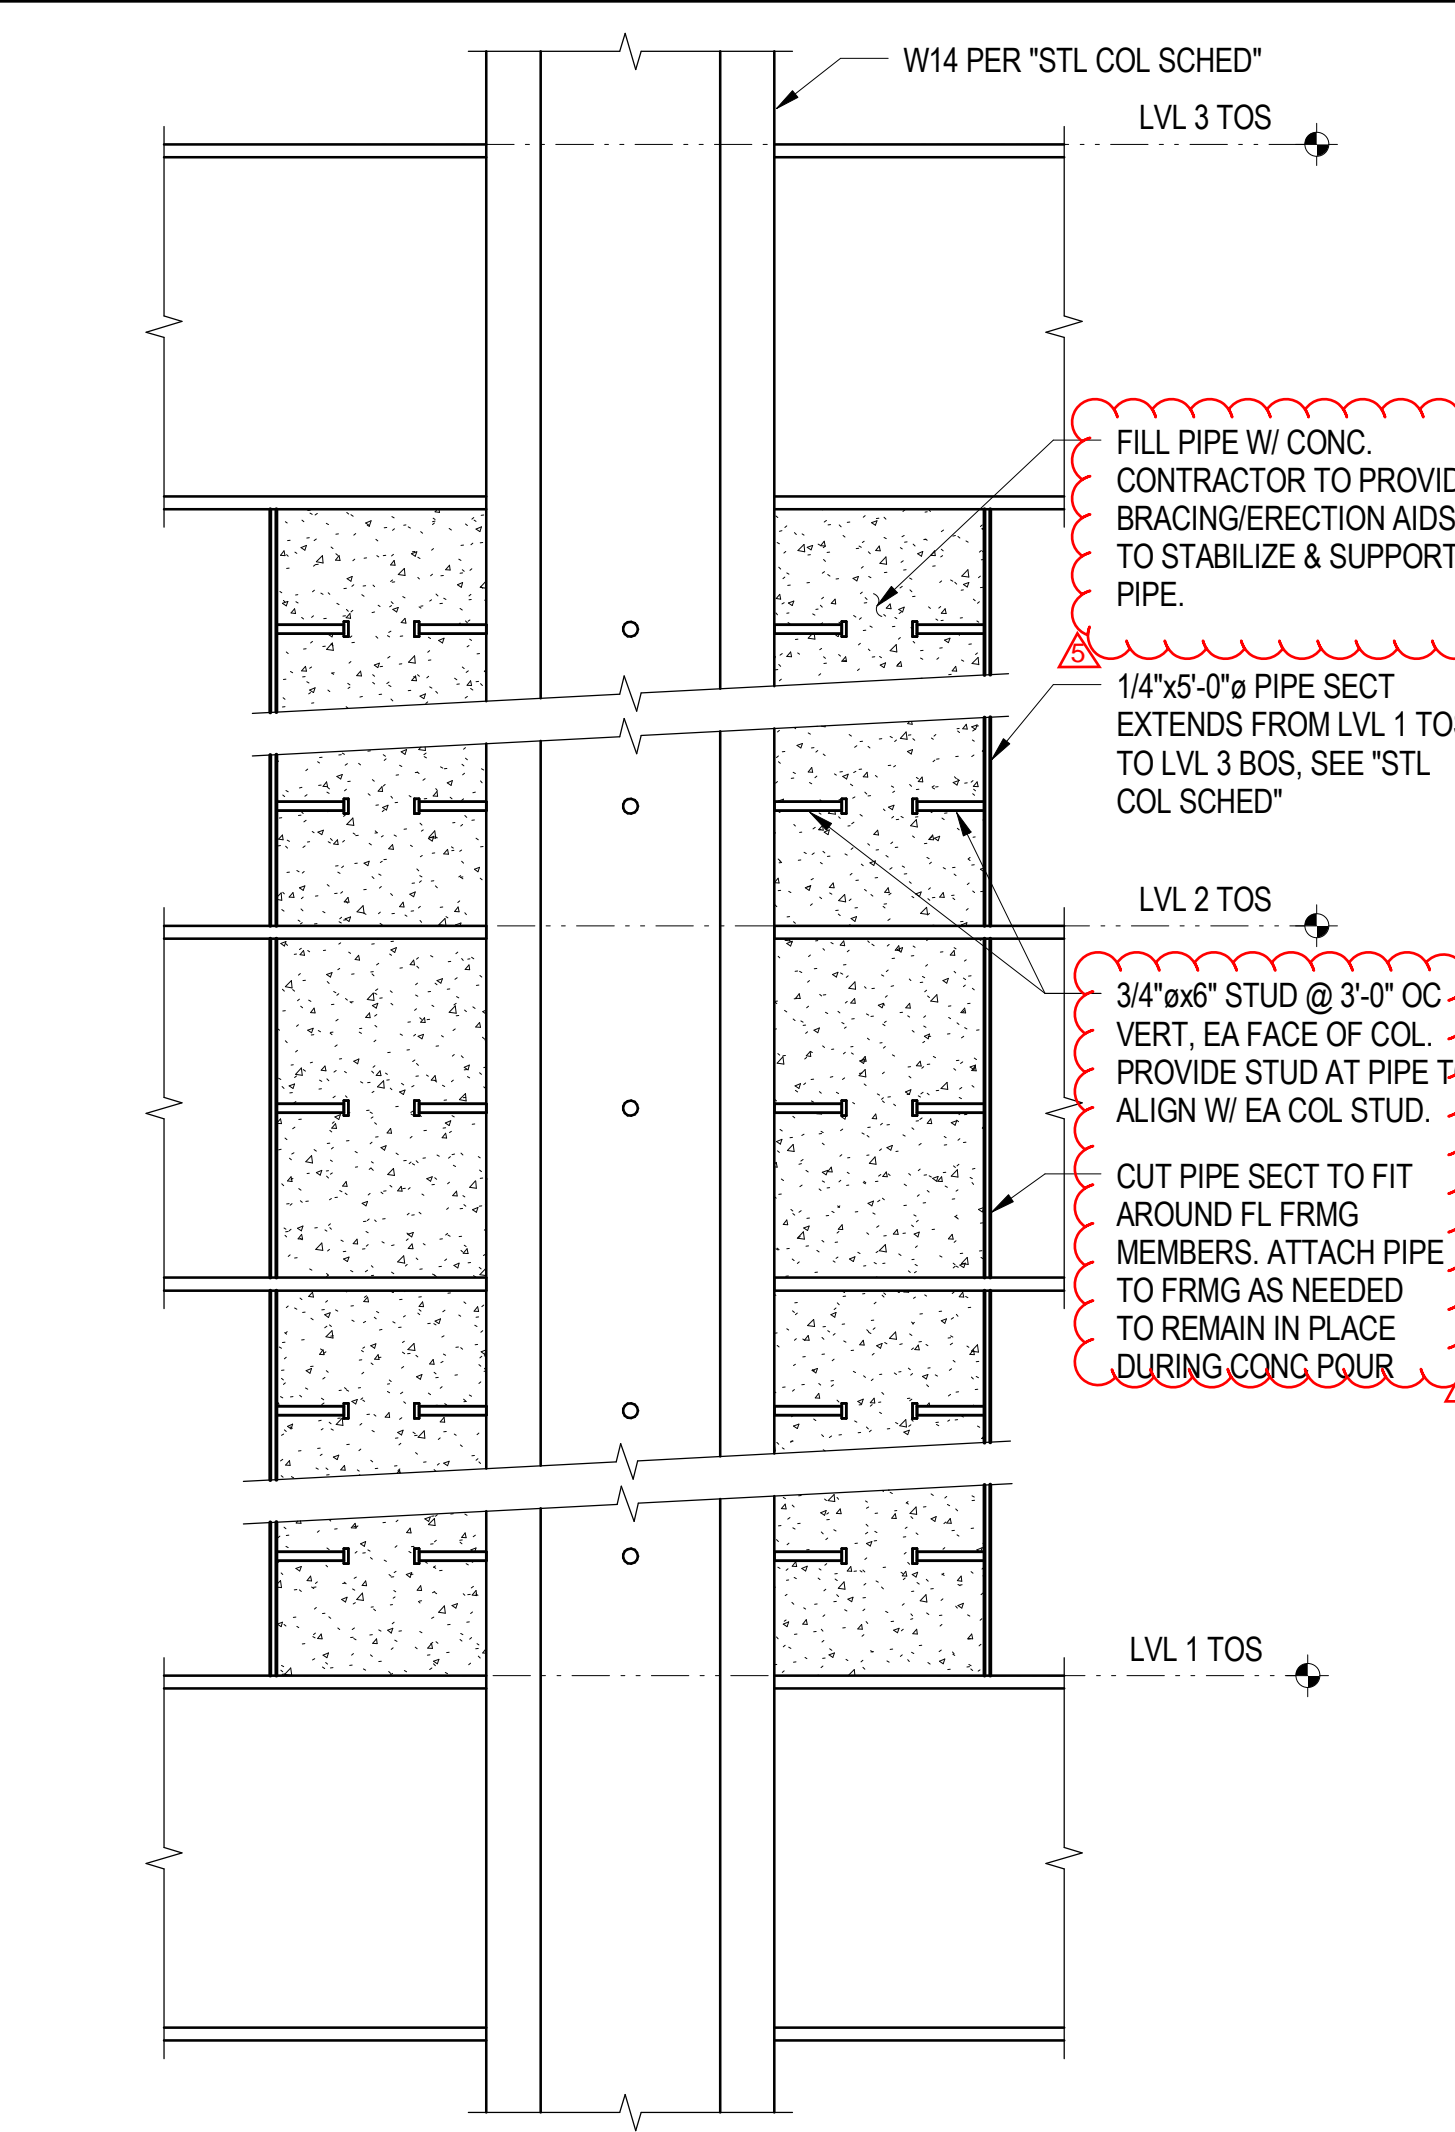 W14 PER "STL COL SCHED"
LVL 3 TOS
FILL PIPE W/ CONC.
CONTRACTOR TO PROVID
BRACING/ERECTION AIDS
TO STABILIZE & SUPPORT
PIPE.
5
1/4"x5'-0"ø PIPE SECT
EXTENDS FROM LVL 1 TOS
TO LVL 3 BOS, SEE "STL
COL SCHED"
LVL 2 TOS
3/4"øx6" STUD @ 3'-0" OC
VERT, EA FACE OF COL.
PROVIDE STUD AT PIPE T
ALIGN W/ EA COL STUD.
CUT PIPE SECT TO FIT
AROUND FL FRMG
MEMBERS. ATTACH PIPE
TO FRMG AS NEEDED
TO REMAIN IN PLACE
DURING CONC POUR
LVL 1 TOS